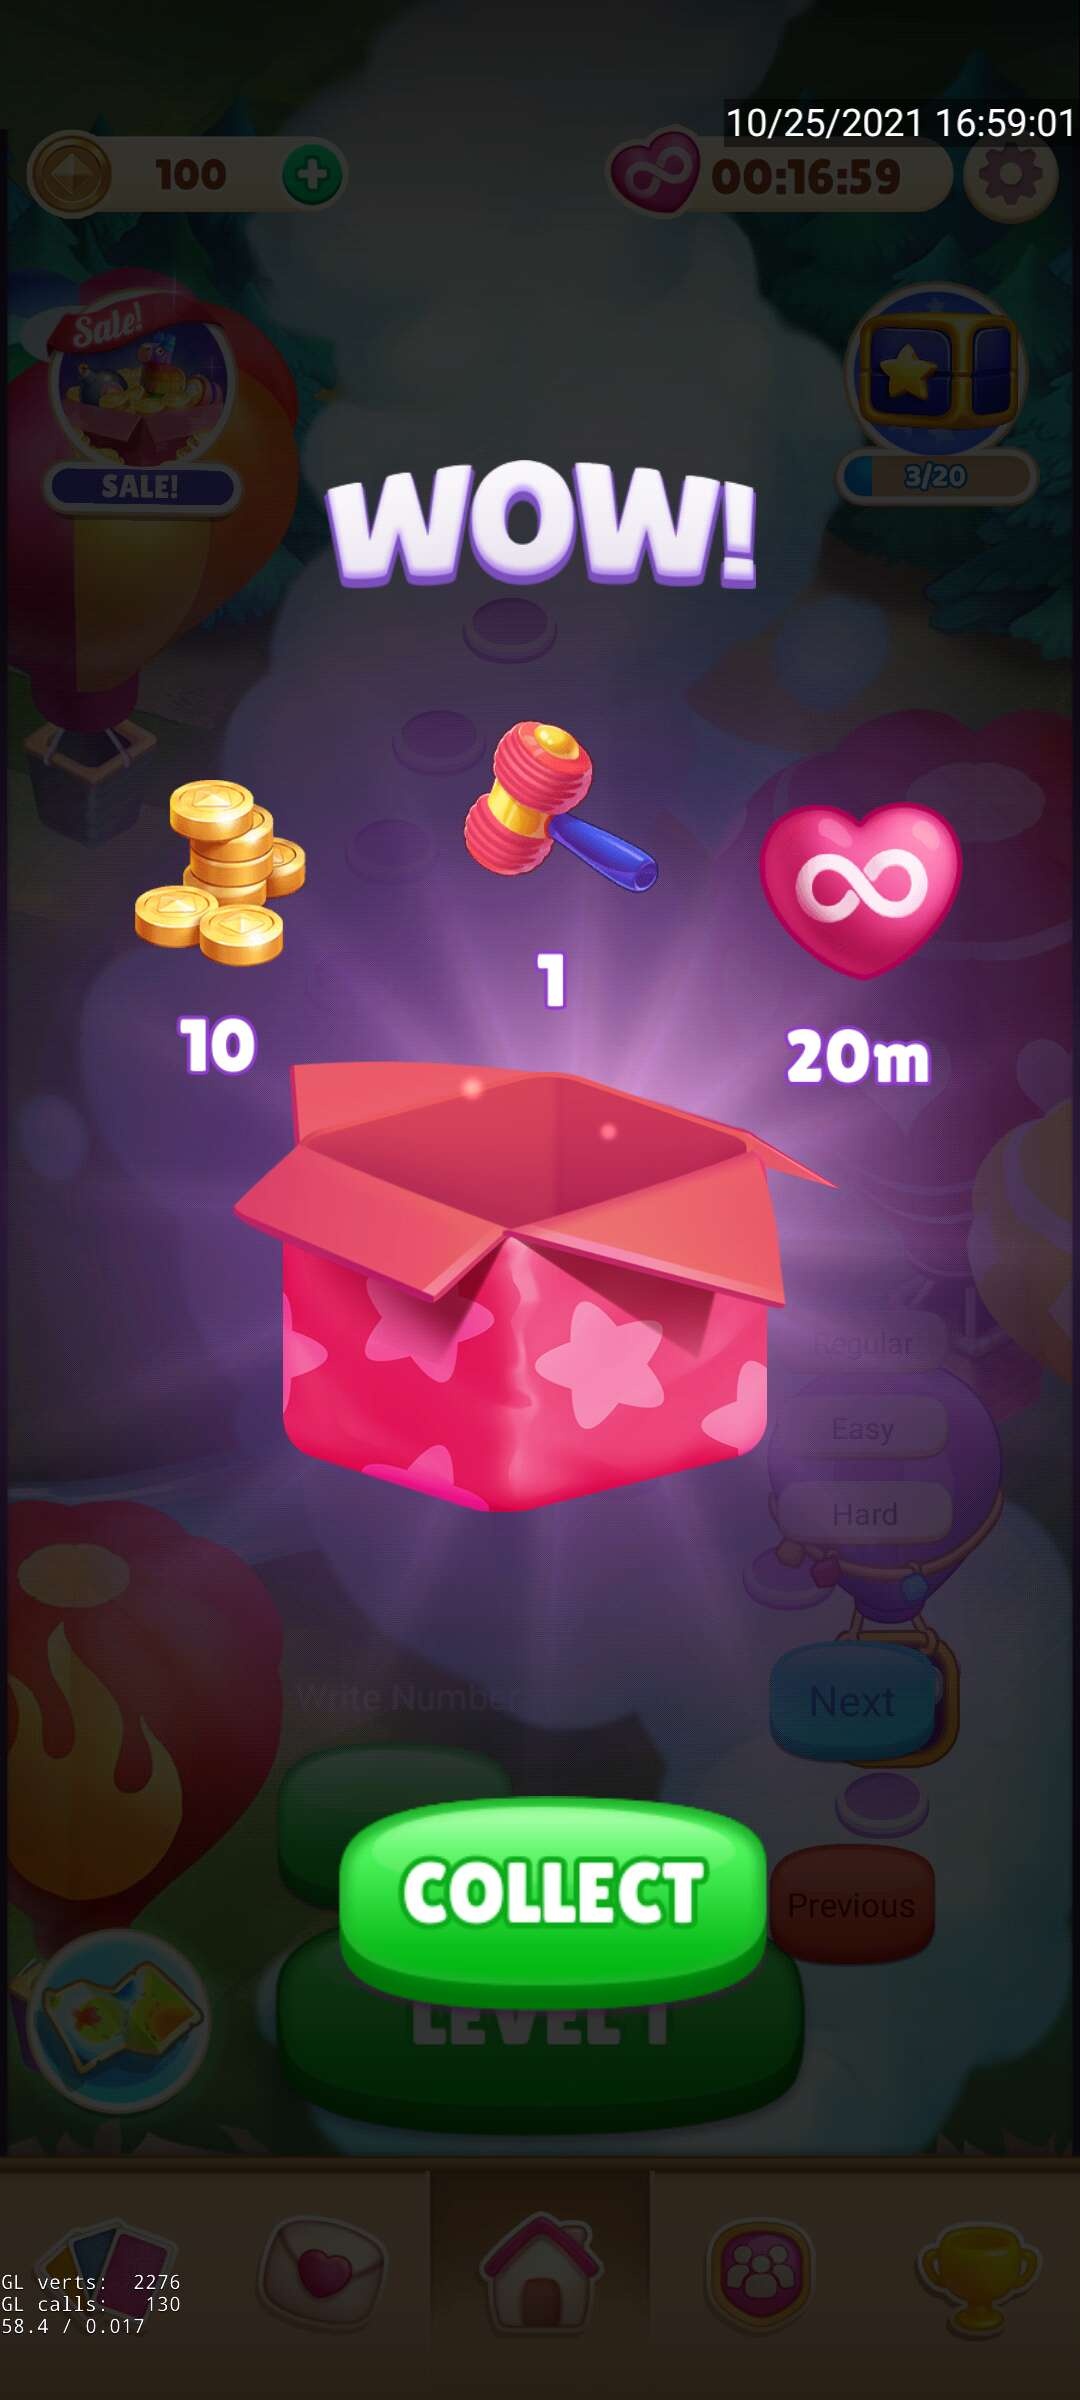 10/25/2021 16:59:01
100
00:16:59
Sale!
SALE!
3/20
WOW!
10
1
20m
Regular
Easy
Hard
Write Number
Next
COLLECT
Previous
LEVEL 1
GL verts: 2276
GL calls: 130
58.4 / 0.017